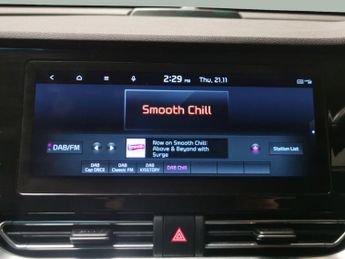 2:29 PM Thu, 21.11
Smooth Chill
DAB/FM
Now on Smooth Chill:
Above & Beyond with
Surge
Station List
DAB
Cap DNCE
DAB
Classic FM
DAB
KISSTORY
DAB Chill